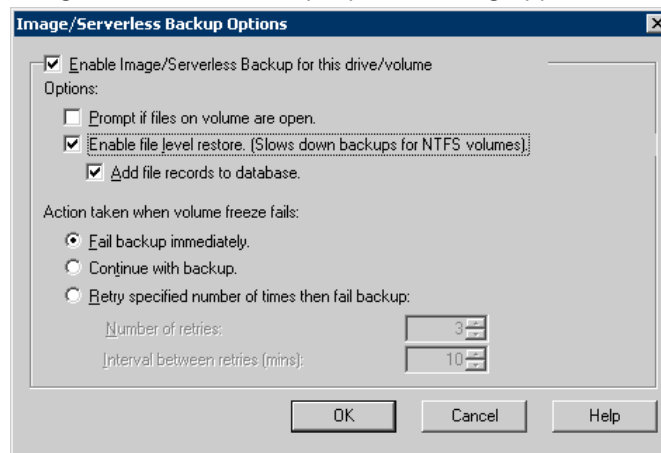 Image/Serverless Backup Options
Enable Image/Serverless Backup for this drive/volume
Options:
Prompt if files on volume are open.
Enable file level restore. (Slows down backups for NTFS volumes).
Add file records to database.
Action taken when volume freeze fails:
Fail backup immediately.
Continue with backup.
Retry specified number of times then fail backup:
Number of retries: 3
Interval between retries (mins): 10
OK Cancel Help